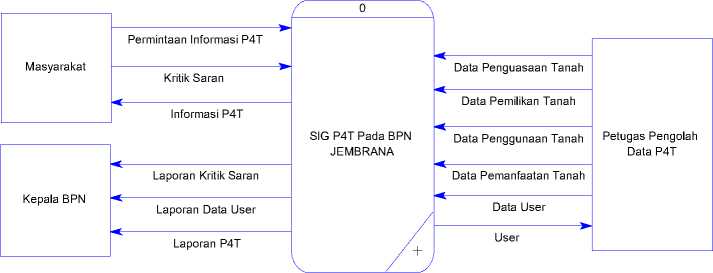 0
Masyarakat
Permintaan Informasi P4T
Kritik Saran
Informasi P4T
Kepala BPN
Laporan Kritik Saran
Laporan Data User
Laporan P4T
SIG P4T Pada BPN
JEMBRANA
+
Data Penguasaan Tanah
Data Pemilikan Tanah
Data Penggunaan Tanah
Data Pemanfaatan Tanah
Data User
User
Petugas Pengolah
Data P4T